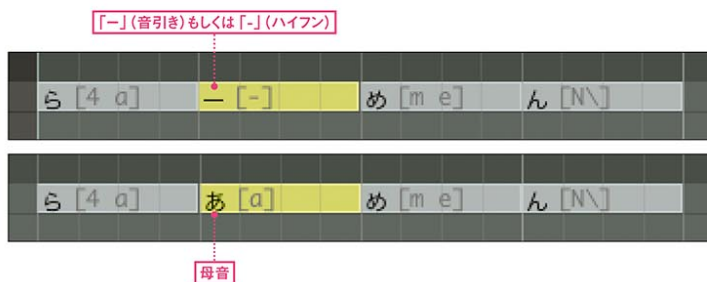 「ー」（音引き）もしくは「-」（ハイフン）
ら [4 a] ー [-] め [m e] ん [N\]
ら [4 a] あ [a] め [m e] ん [N\]
母音